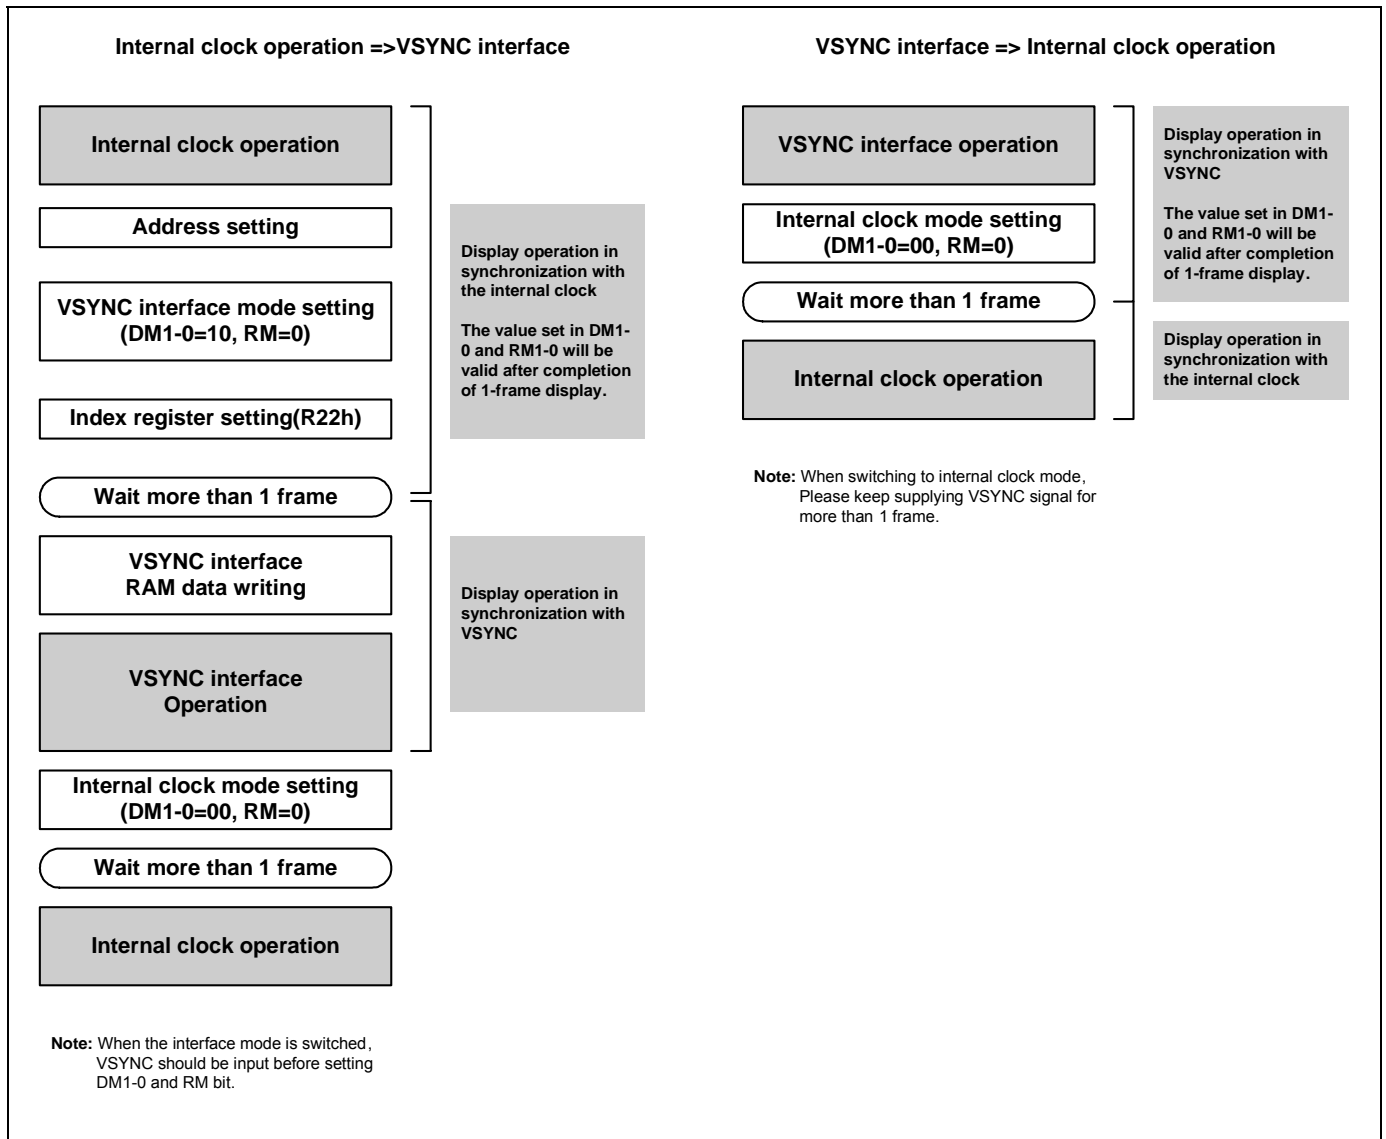 Internal clock operation =>VSYNC interface
Internal clock operation
Address setting
VSYNC interface mode setting
(DM1-0=10, RM=0)
Index register setting(R22h)
Wait more than 1 frame
VSYNC interface
RAM data writing
VSYNC interface
Operation
Internal clock mode setting
(DM1-0=00, RM=0)
Wait more than 1 frame
Internal clock operation
Display operation in
synchronization with
the internal clock
The value set in DM1-
0 and RM1-0 will be
valid after completion
of 1-frame display.
Display operation in
synchronization with
VSYNC
Note: When the interface mode is switched,
VSYNC should be input before setting
DM1-0 and RM bit.
VSYNC interface => Internal clock operation
VSYNC interface operation
Internal clock mode setting
(DM1-0=00, RM=0)
Wait more than 1 frame
Internal clock operation
Display operation in
synchronization with
VSYNC
The value set in DM1-
0 and RM1-0 will be
valid after completion
of 1-frame display.
Display operation in
synchronization with
the internal clock
Note: When switching to internal clock mode,
Please keep supplying VSYNC signal for
more than 1 frame.